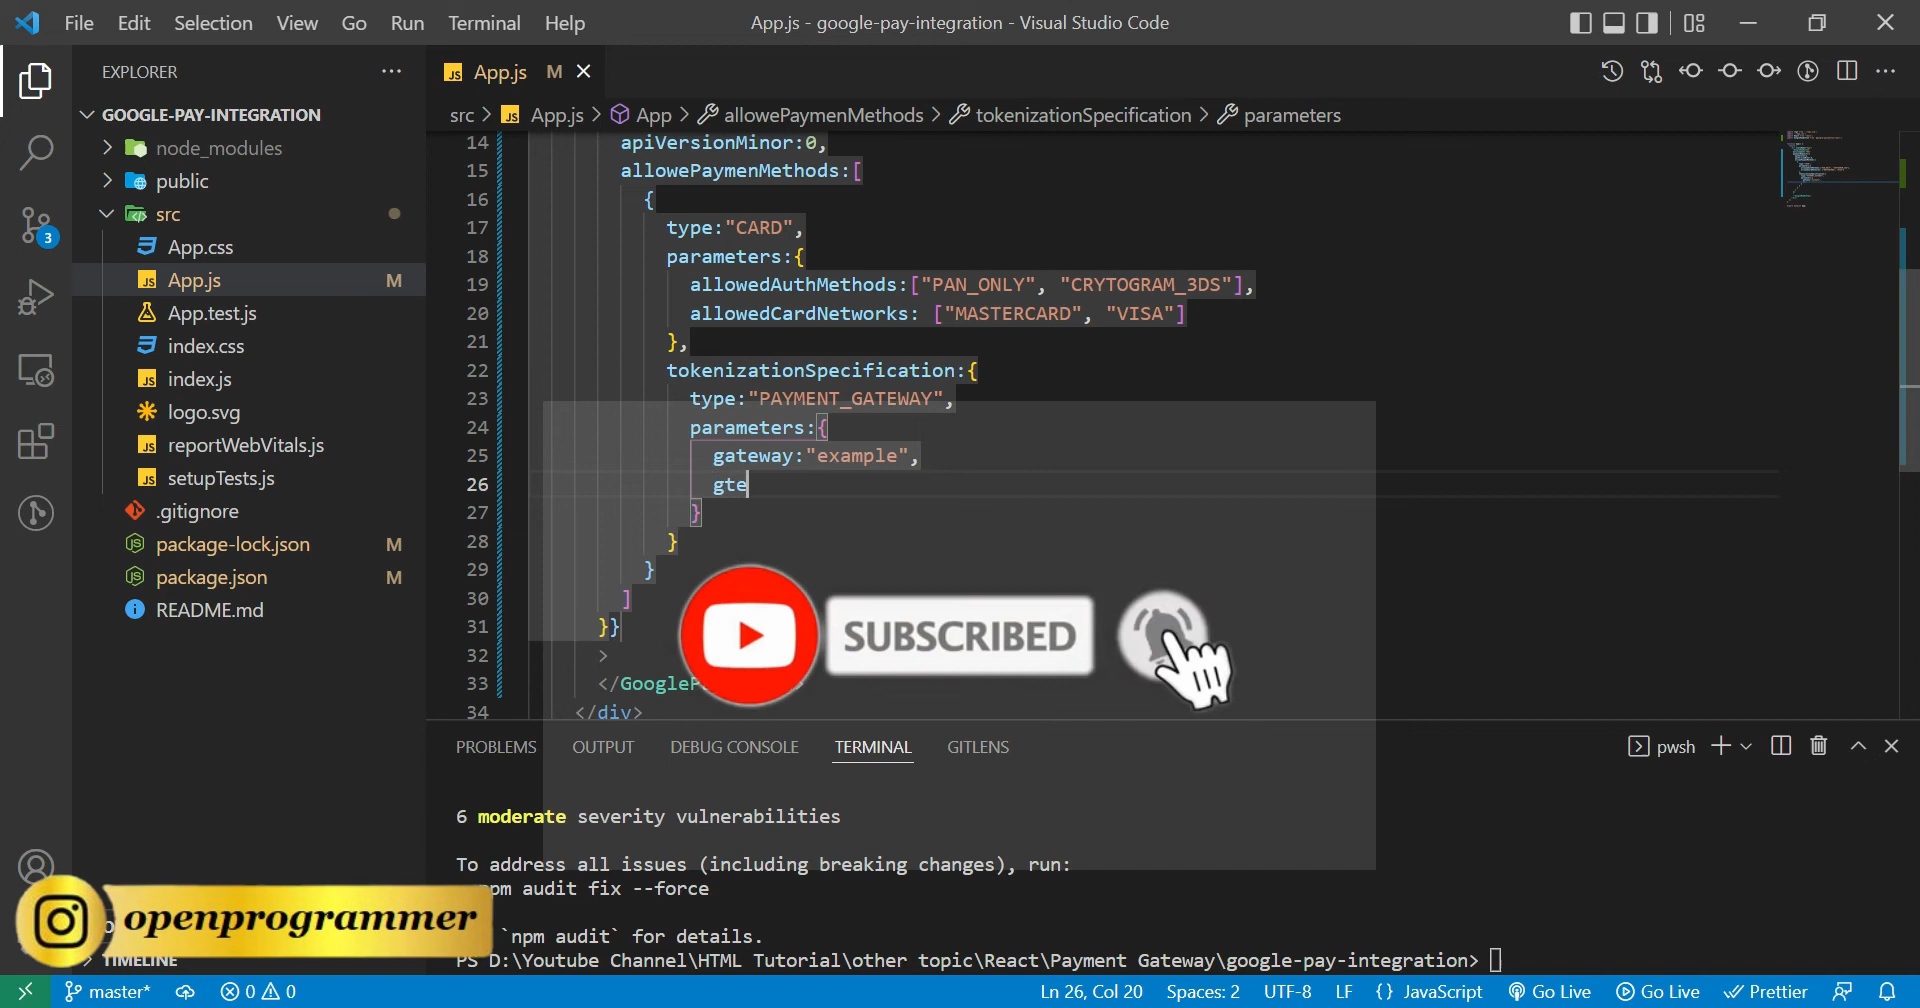 File Edit Selection View Go Run Terminal Help App.js - google-pay-integration - Visual Studio Code
EXPLORER
GOOGLE-PAY-INTEGRATION
node_modules
public
src
App.css
App.js M
App.test.js
index.css
index.js
logo.svg
reportWebVitals.js
setupTests.js
.gitignore
package-lock.json M
package.json M
README.md
TIMELINE
3
openprogrammer
App.js M
src > App.js > App > allowePaymenMethods > tokenizationSpecification > parameters
14 apiVersionMinor:0,
15 allowePaymenMethods:[
16 {
17 type:"CARD",
18 parameters:{
19 allowedAuthMethods:["PAN_ONLY", "CRYTOGRAM_3DS"],
20 allowedCardNetworks: ["MASTERCARD", "VISA"]
21 },
22 tokenizationSpecification:{
23 type:"PAYMENT_GATEWAY",
24 parameters:{
25 gateway:"example",
26 gte
27 }
28 }
29 }
30 ]
31 }}
32 >
33 </GoogleP
34 </div>
SUBSCRIBED
PROBLEMS OUTPUT DEBUG CONSOLE TERMINAL GITLENS pwsh
6 moderate severity vulnerabilities
To address all issues (including breaking changes), run:
npm audit fix --force
`npm audit` for details.
PS D:\Youtube Channel\HTML Tutorial\other topic\React\Payment Gateway\google-pay-integration>
master* 0 0 Ln 26, Col 20 Spaces: 2 UTF-8 LF {} JavaScript Go Live Go Live Prettier